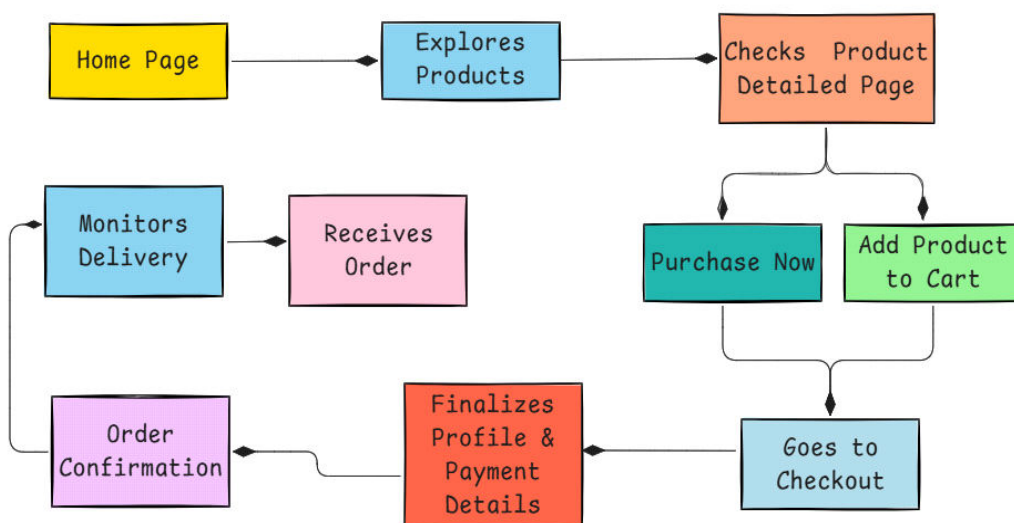 Home Page
Explores
Products
Checks Product
Detailed Page
Purchase Now
Add Product
to Cart
Goes to
Checkout
Finalizes
Profile &
Payment
Details
Order
Confirmation
Monitors
Delivery
Receives
Order